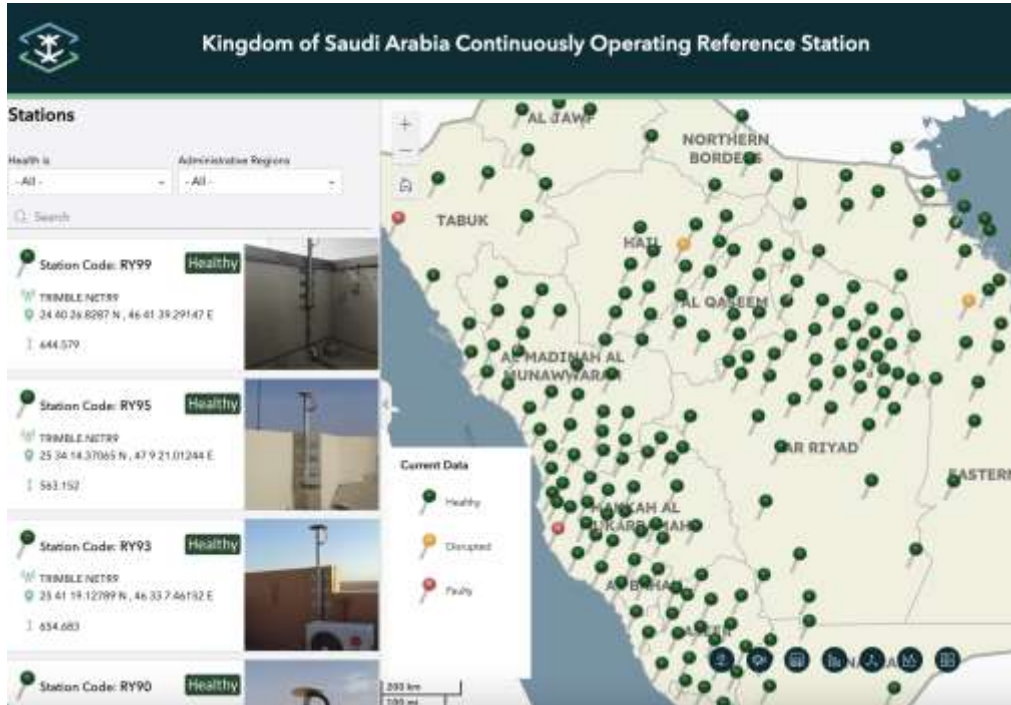 Kingdom of Saudi Arabia Continuously Operating Reference Station
Stations
Health is
Administrative Regions
- All -
- All -
Search
Station Code: RY99
Healthy
TRIMBLE NETR9
24 40 26.8287 N , 46 41 39.29147 E
644.579
Station Code: RY95
Healthy
TRIMBLE NETR9
25 34 14.37065 N , 47 9 21.01244 E
563.152
Station Code: RY93
Healthy
TRIMBLE NETR9
25 41 19.12789 N , 46 33 7.46152 E
654.683
Station Code: RY90
Healthy
AL JAWF
NORTHERN
BORDERS
TABUK
HAIL
AL QASEEM
AL MADINAH AL
MUNAWWARAH
AR RIYAD
EASTERN
MAKKAH AL
MUKARRAMAH
AL BAHAH
ASEER
Current Data
Healthy
Disrupted
Faulty
200 km
100 mi